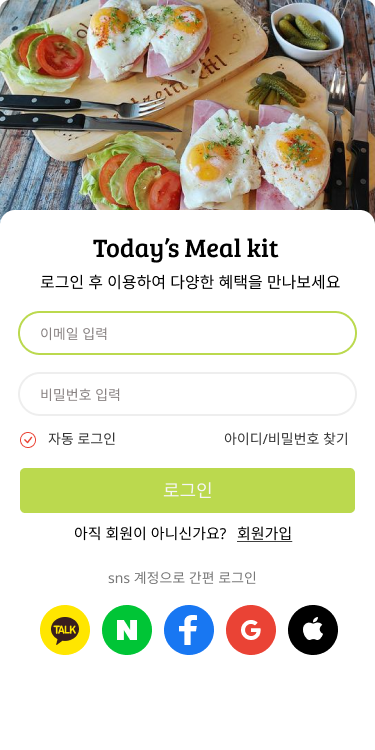 Today's Meal kit
로그인 후 이용하여 다양한 혜택을 만나보세요
이메일 입력
비밀번호 입력
자동 로그인 아이디/비밀번호 찾기
로그인
아직 회원이 아니신가요? 회원가입
sns 계정으로 간편 로그인
TALK N f G